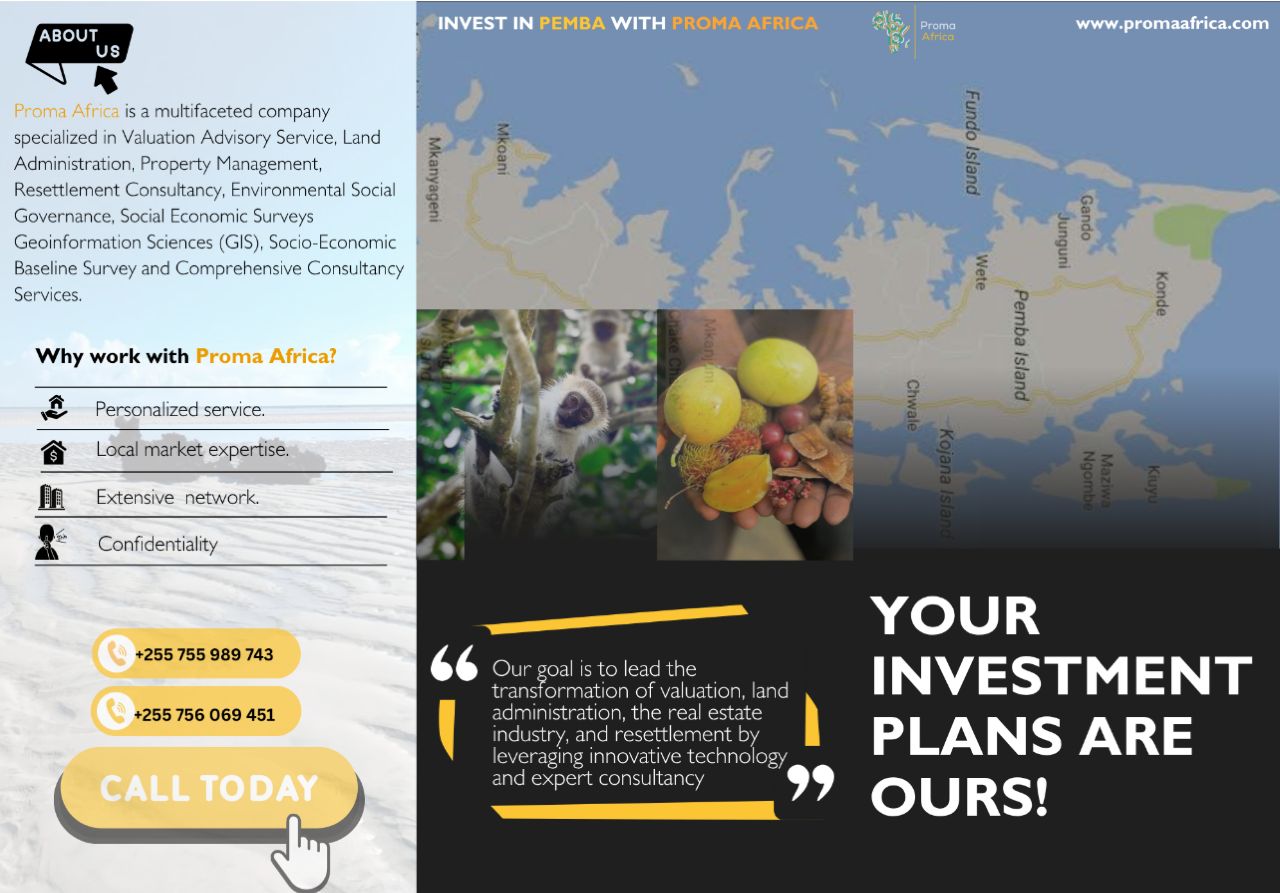 ABOUT
US
Proma Africa is a multifaceted company
specialized in Valuation Advisory Service, Land
Administration, Property Management,
Resettlement Consultancy, Environmental Social
Governance, Social Economic Surveys
Geoinformation Sciences (GIS), Socio-Economic
Baseline Survey and Comprehensive Consultancy
Services.
Why work with Proma Africa?
Personalized service.
Local market expertise.
Extensive network.
Confidentiality
+255 755 989 743
+255 756 069 451
CALL TODAY
INVEST IN PEMBA WITH PROMA AFRICA
Proma
Africa
www.promaafrica.com
Mkanyageni
Mkoani
Fundo Island
Gando
Junguni
Wete
Konde
Pemba Island
Chwale
Kojana Island
Maziwa
Ngombe
Kiuyu
Our goal is to lead the
transformation of valuation, land
administration, the real estate
industry, and resettlement by
leveraging innovative technology
and expert consultancy
YOUR
INVESTMENT
PLANS ARE
OURS!